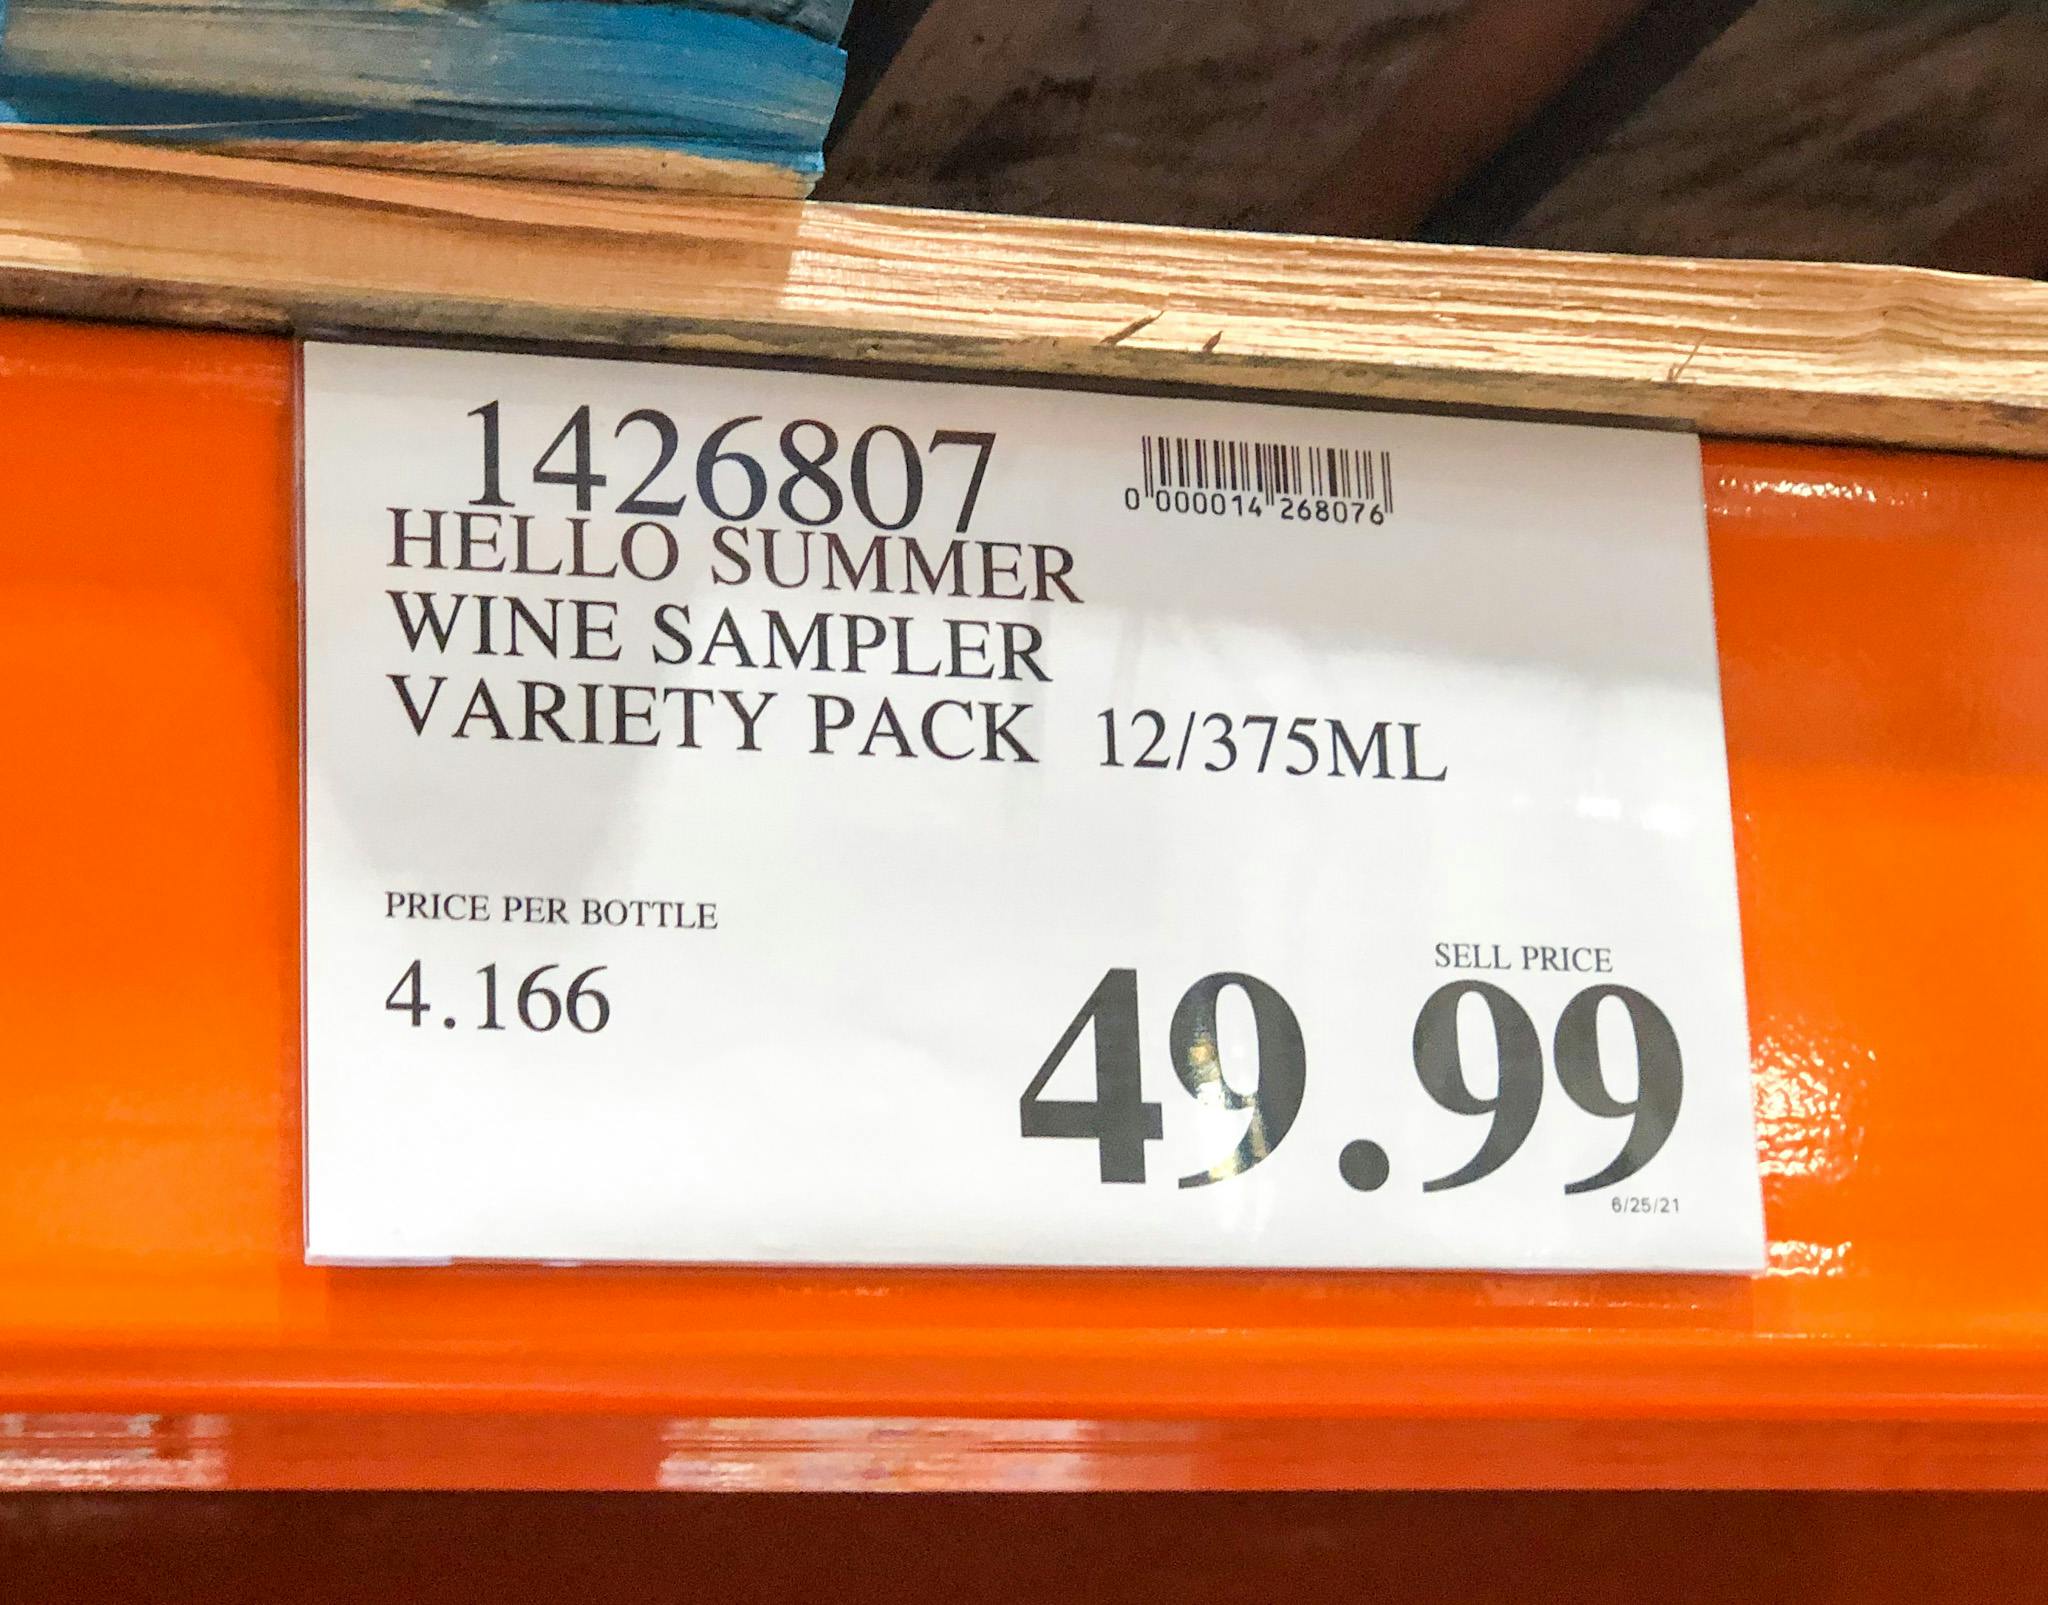 1426807
0 000014 268076
HELLO SUMMER
WINE SAMPLER
VARIETY PACK 12/375ML
PRICE PER BOTTLE
4.166
SELL PRICE
49.99
6/25/21